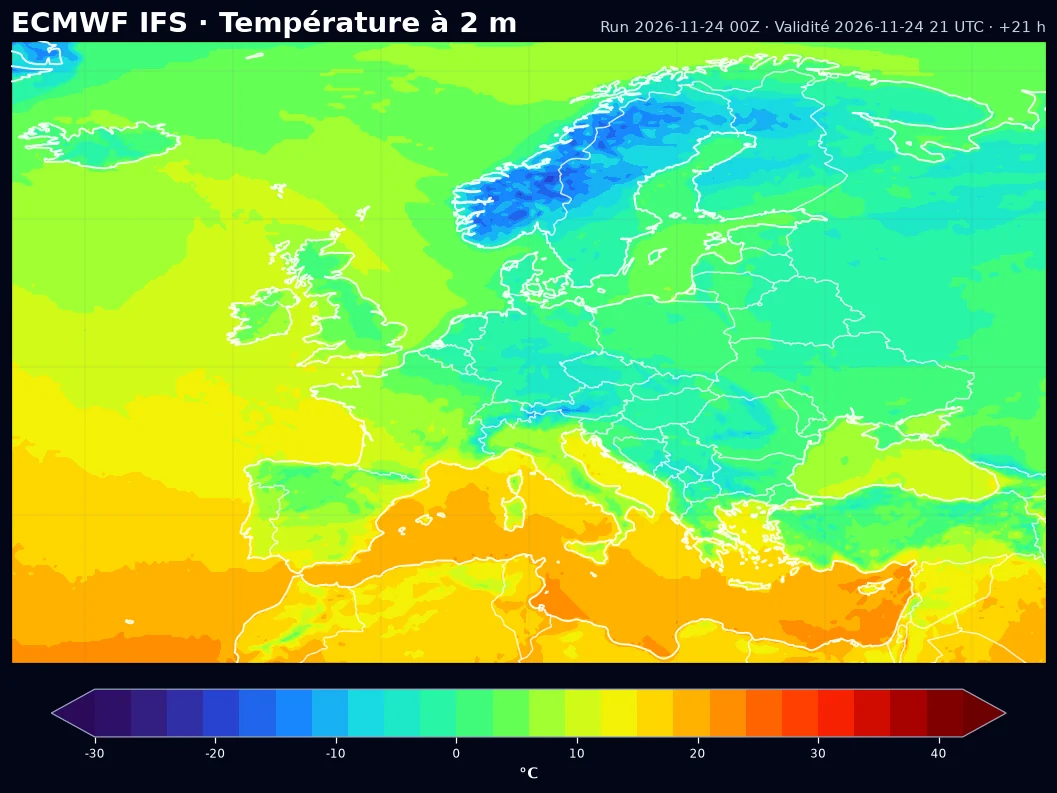 ECMWF IFS · Température à 2 m
Run 2026-11-24 00Z · Validité 2026-11-24 21 UTC · +21 h
-30 -20 -10 0 10 20 30 40
°C